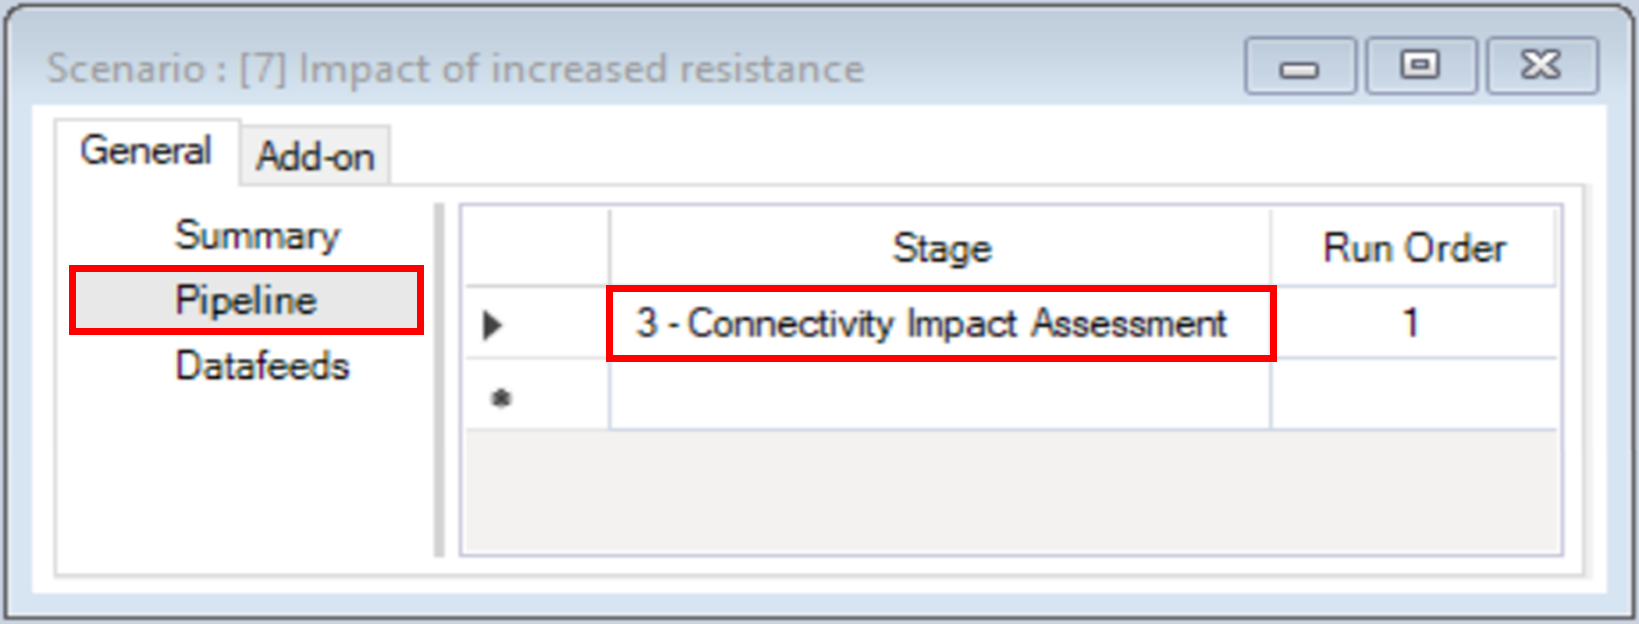 Scenario : [7] Impact of increased resistance
General Add-on
Summary
Pipeline
Datafeeds
Stage Run Order
3 - Connectivity Impact Assessment 1